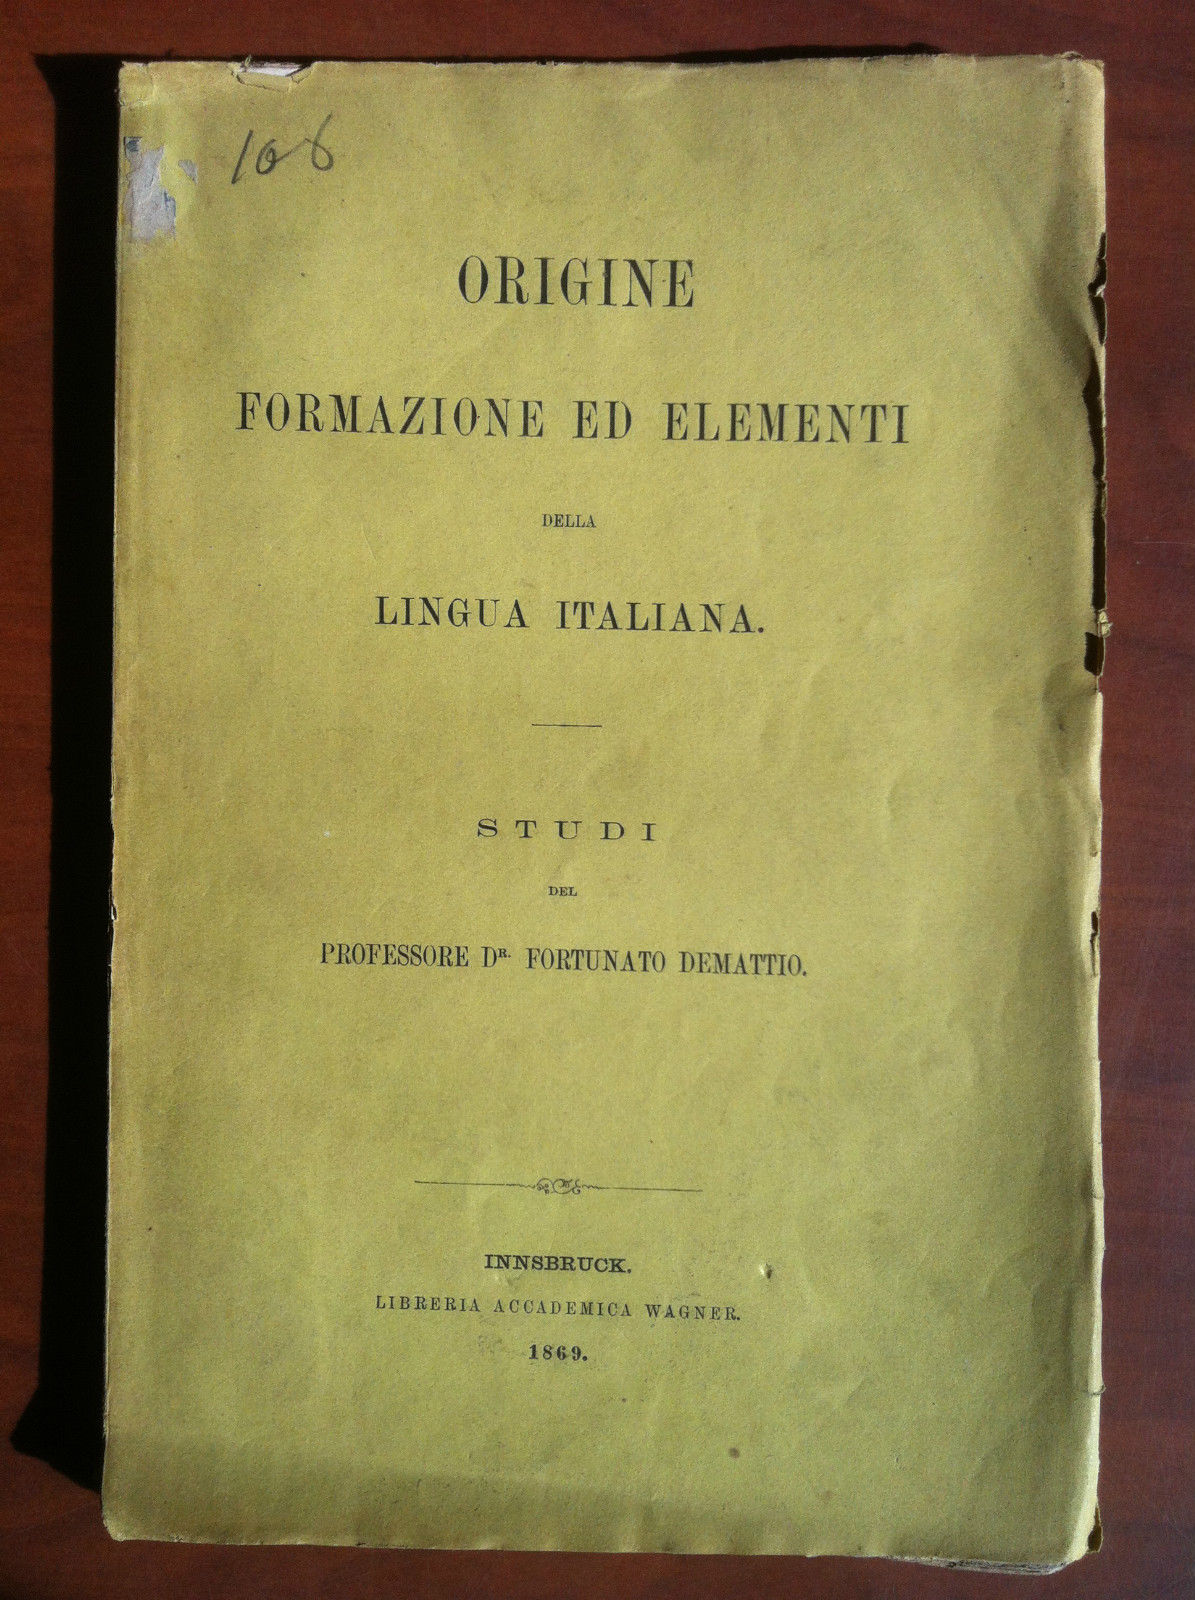 108
ORIGINE
FORMAZIONE ED ELEMENTI
DELLA
LINGUA ITALIANA.
STUDI
DEL
PROFESSORE DR. FORTUNATO DEMATTIO.
INNSBRUCK.
LIBRERIA ACCADEMICA WAGNER.
1869.